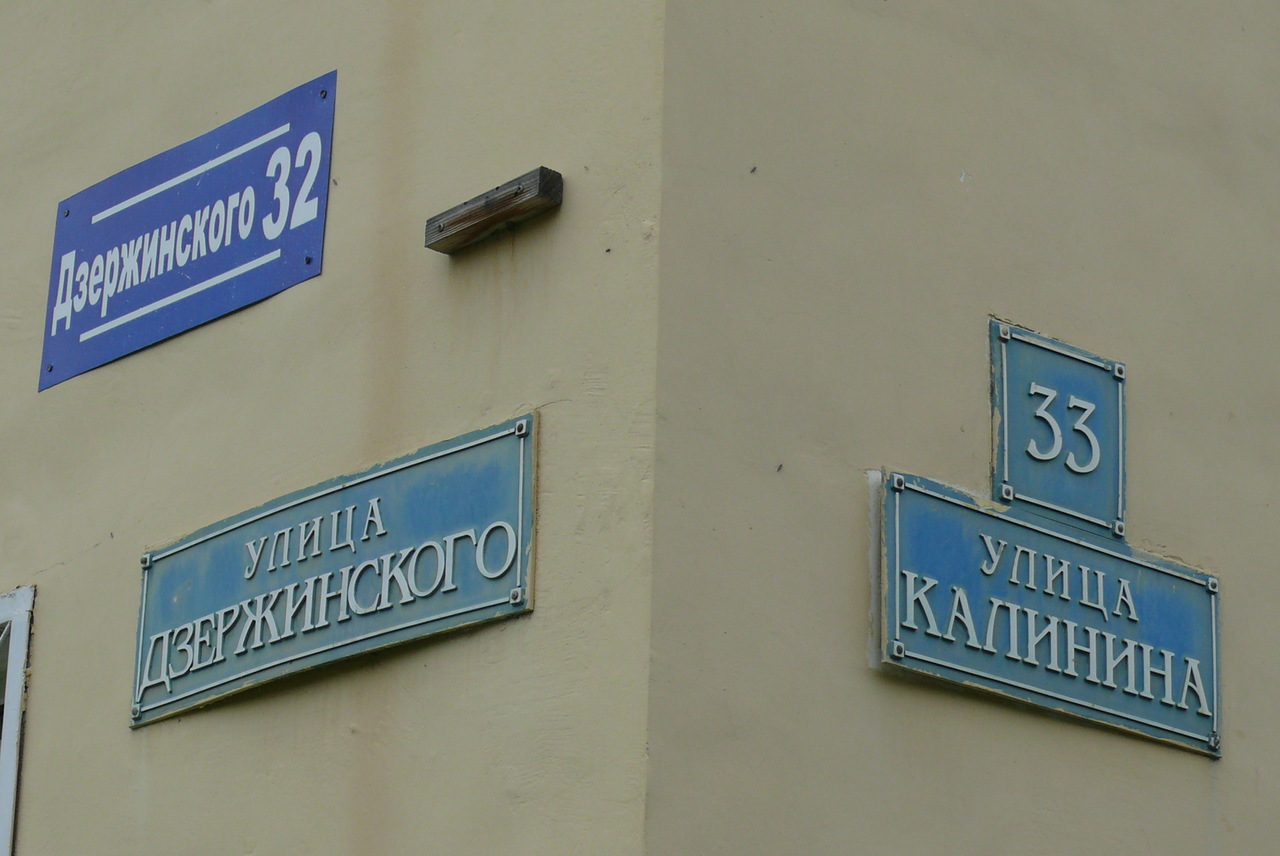 Дзержинского 32
УЛИЦА
ДЗЕРЖИНСКОГО
33
УЛИЦА
КАЛИНИНА